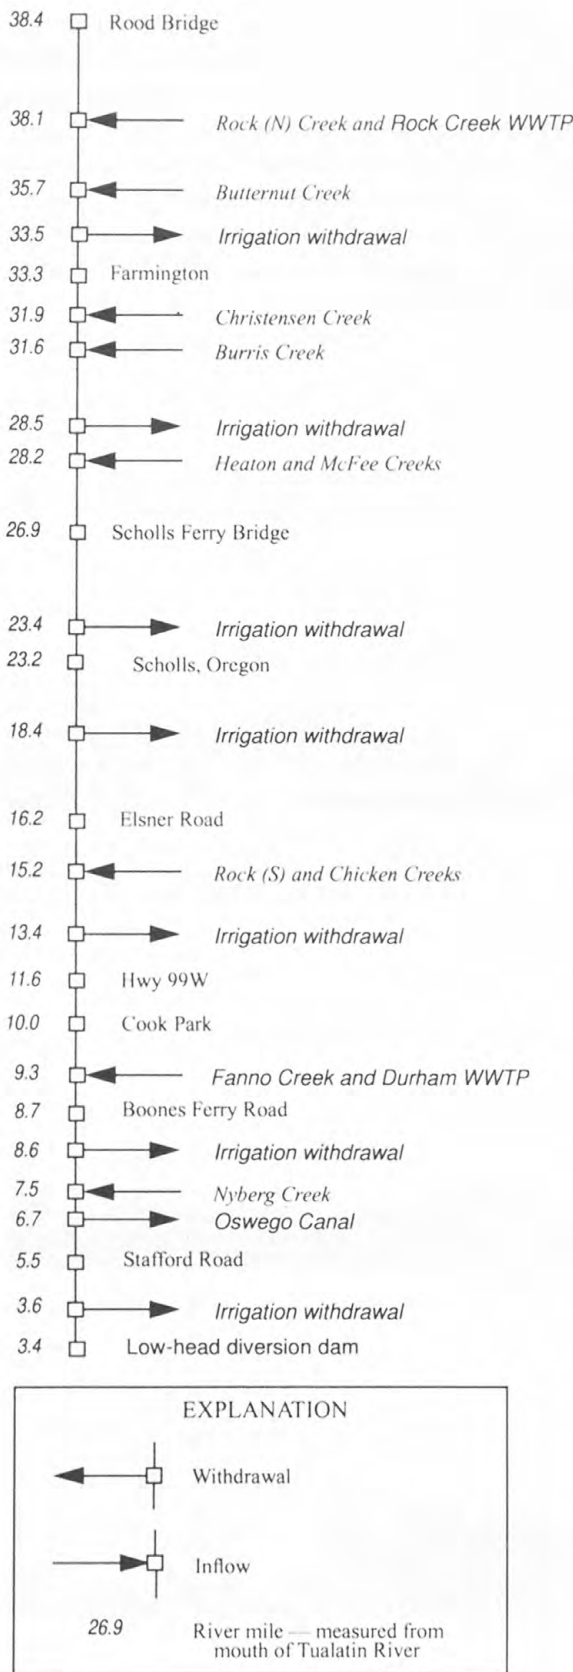 38.4 Rood Bridge
38.1 Rock (N) Creek and Rock Creek WWTP
35.7 Butternut Creek
33.5 Irrigation withdrawal
33.3 Farmington
31.9 Christensen Creek
31.6 Burris Creek
28.5 Irrigation withdrawal
28.2 Heaton and McFee Creeks
26.9 Scholls Ferry Bridge
23.4 Irrigation withdrawal
23.2 Scholls, Oregon
18.4 Irrigation withdrawal
16.2 Elsner Road
15.2 Rock (S) and Chicken Creeks
13.4 Irrigation withdrawal
11.6 Hwy 99W
10.0 Cook Park
9.3 Fanno Creek and Durham WWTP
8.7 Boones Ferry Road
8.6 Irrigation withdrawal
7.5 Nyberg Creek
6.7 Oswego Canal
5.5 Stafford Road
3.6 Irrigation withdrawal
3.4 Low-head diversion dam
EXPLANATION
Withdrawal
Inflow
26.9 River mile — measured from
mouth of Tualatin River